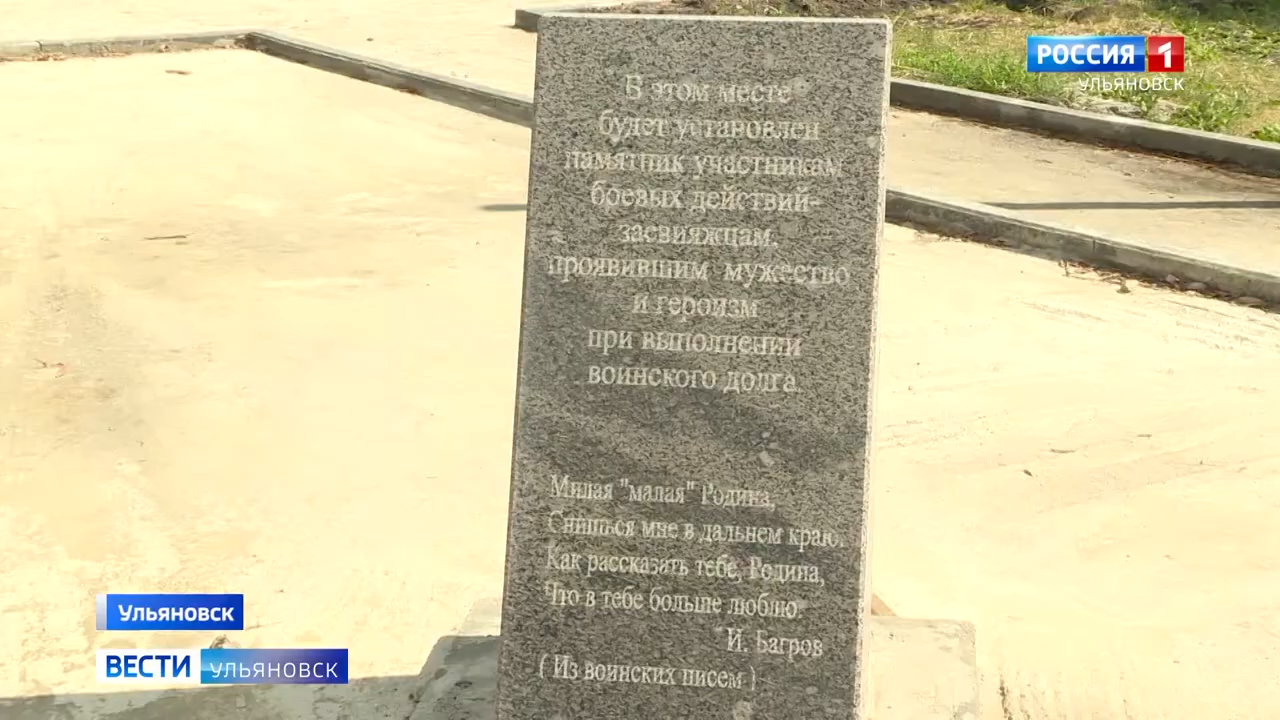 РОССИЯ 1
УЛЬЯНОВСК
В этом месте
будет установлен
памятник участникам
боевых действий-
засвияжцам,
проявившим мужество
и героизм
при выполнении
воинского долга
Милая "малая" Родина,
Снишься мне в дальнем краю.
Как рассказать тебе, Родина,
Что в тебе больше люблю
И. Багров
( Из воинских писем )
Ульяновск
ВЕСТИ УЛЬЯНОВСК